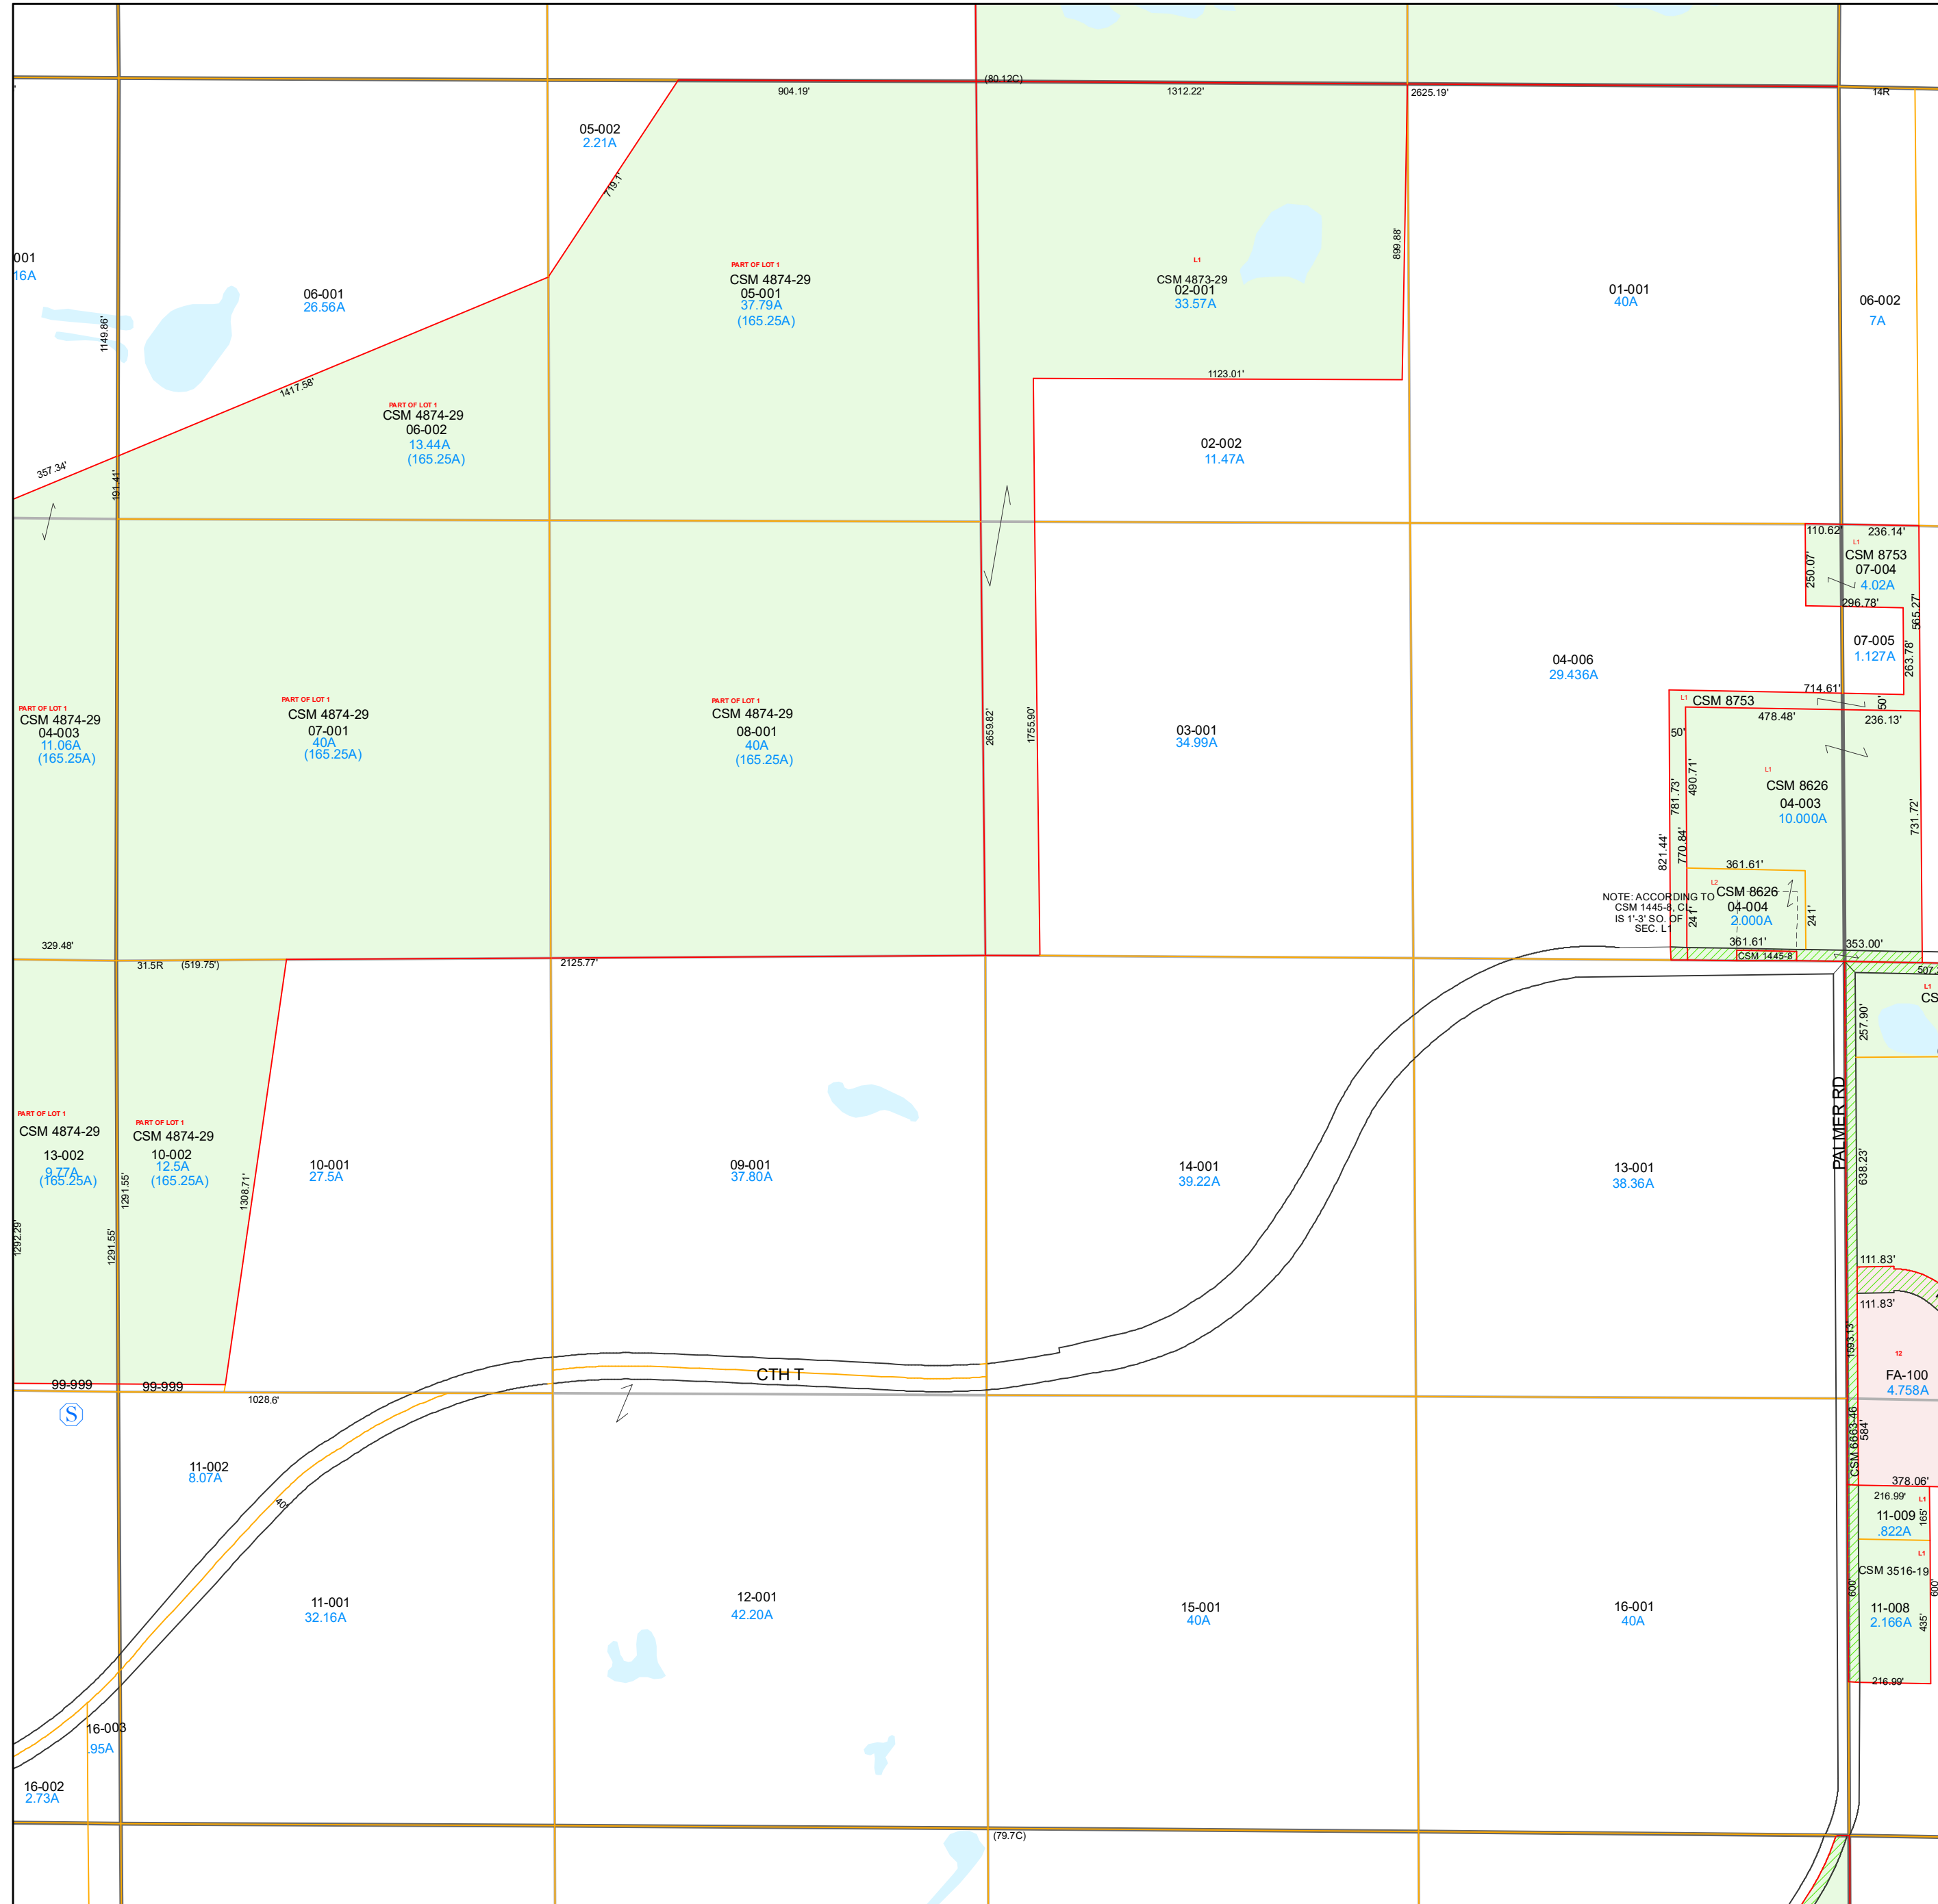 (80.12C)
904.19'
1312.22'
2625.19'
14R
05-002
2.21A
719.1'
001
16A
06-001
26.56A
1149.86'
PART OF LOT 1
CSM 4874-29
05-001
37.79A
(165.25A)
L1
CSM 4873-29
02-001
33.57A
899.88'
01-001
40A
06-002
7A
1417.58'
1123.01'
PART OF LOT 1
CSM 4874-29
06-002
13.44A
(165.25A)
02-002
11.47A
357.34'
191.41'
110.62'
236.14'
L1
CSM 8753
07-004
4.02A
250.07'
296.78'
565.27'
07-005
1.127A
263.78'
04-006
29.436A
714.61'
50'
L1
CSM 8753
478.48'
236.13'
50'
PART OF LOT 1
CSM 4874-29
04-003
11.06A
(165.25A)
PART OF LOT 1
CSM 4874-29
07-001
40A
(165.25A)
PART OF LOT 1
CSM 4874-29
08-001
40A
(165.25A)
2659.82'
1755.90'
03-001
34.99A
490.71'
781.73'
770.84'
821.44'
L1
CSM 8626
04-003
10.000A
731.72'
361.61'
L2
CSM 8626
04-004
2.000A
241'
241'
NOTE: ACCORDING TO
CSM 1445-8, CL
IS 1'-3' SO. OF
SEC. L1
361.61'
353.00'
CSM 1445-8
329.48'
31.5R
(519.75')
2125.77'
507.
L1
CS
257.90'
PALMER RD
PART OF LOT 1
CSM 4874-29
13-002
9.77A
(165.25A)
PART OF LOT 1
CSM 4874-29
10-002
12.5A
(165.25A)
1291.55'
1291.55'
1292.29'
1308.71'
10-001
27.5A
09-001
37.80A
14-001
39.22A
13-001
38.36A
638.23'
111.83'
111.83'
1593.13'
12
FA-100
4.758A
CSM 6663-46
584'
378.06'
CTH T
99-999
99-999
1028.6'
S
11-002
8.07A
40'
216.99'
L1
11-009
.822A
165'
L1
CSM 3516-19
11-008
2.166A
600'
600'
435'
216.99'
11-001
32.16A
12-001
42.20A
15-001
40A
16-001
40A
16-003
.95A
16-002
2.73A
(79.7C)